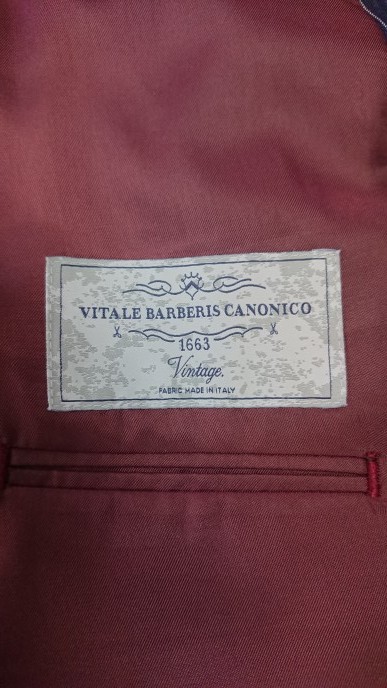 VITALE BARBERIS CANONICO
1663
Vintage.
FABRIC MADE IN ITALY